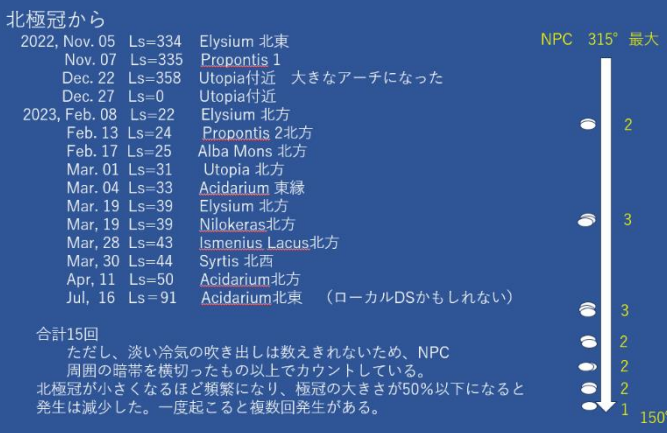 北極冠から
2022, Nov. 05 Ls=334 Elysium 北東
Nov. 07 Ls=335 Propontis 1
Dec. 22 Ls=358 Utopia付近 大きなアーチになった
Dec. 27 Ls=0 Utopia付近
2023, Feb. 08 Ls=22 Elysium 北方
Feb. 13 Ls=24 Propontis 2北方
Feb. 17 Ls=25 Alba Mons 北方
Mar. 01 Ls=31 Utopia 北方
Mar. 04 Ls=33 Acidarium 東縁
Mar. 19 Ls=39 Elysium 北方
Mar, 19 Ls=39 Nilokeras北方
Mar, 28 Ls=43 Ismenius Lacus北方
Mar, 30 Ls=44 Syrtis 北西
Apr, 11 Ls=50 Acidarium北方
Jul, 16 Ls=91 Acidarium北東 （ローカルDSかもしれない）
合計15回
ただし、淡い冷気の吹き出しは数えきれないため、NPC
周囲の暗帯を横切ったもの以上でカウントしている。
北極冠が小さくなるほど頻繁になり、極冠の大きさが50%以下になると
発生は減少した。一度起こると複数回発生がある。
NPC 315° 最大
2
3
3
2
2
2
1
150°